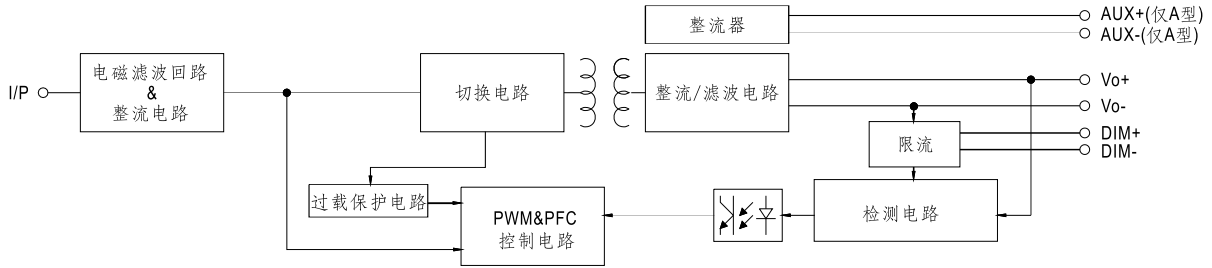 整流器
AUX+(仅A型)
AUX-(仅A型)
I/P
电磁滤波回路
&
整流电路
切换电路
整流/滤波电路
Vo+
Vo-
限流
DIM+
DIM-
过载保护电路
PWM&PFC
控制电路
检测电路